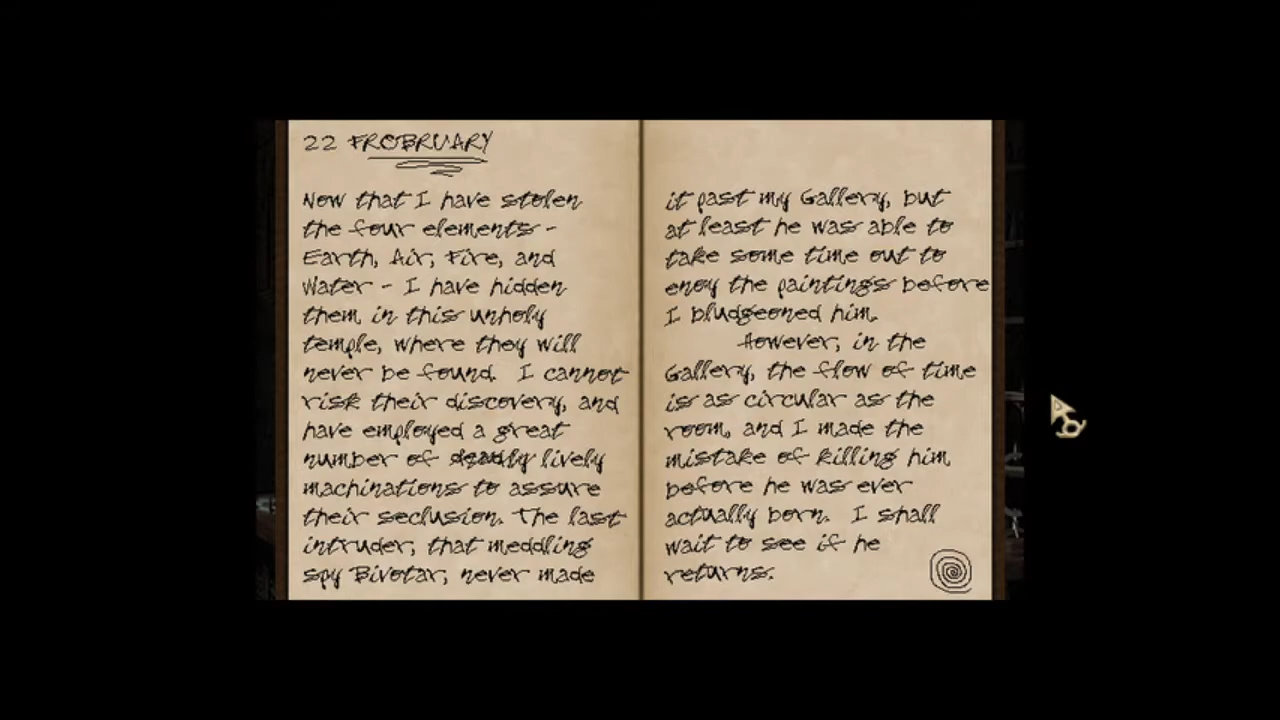 22 FROBRUARY
Now that I have stolen
the four elements -
Earth, Air, Fire, and
Water - I have hidden
them in this unholy
temple, where they will
never be found. I cannot
risk their discovery, and
have employed a great
number of deadly lively
machinations to assure
their seclusion. The last
intruder, that meddling
spy Bivotar, never made
it past my Gallery, but
at least he was able to
take some time out to
enoy the paintings before
I bludgeoned him.
However, in the
Gallery, the flow of time
is as circular as the
room, and I made the
mistake of killing him
before he was ever
actually born. I shall
wait to see if he
returns.